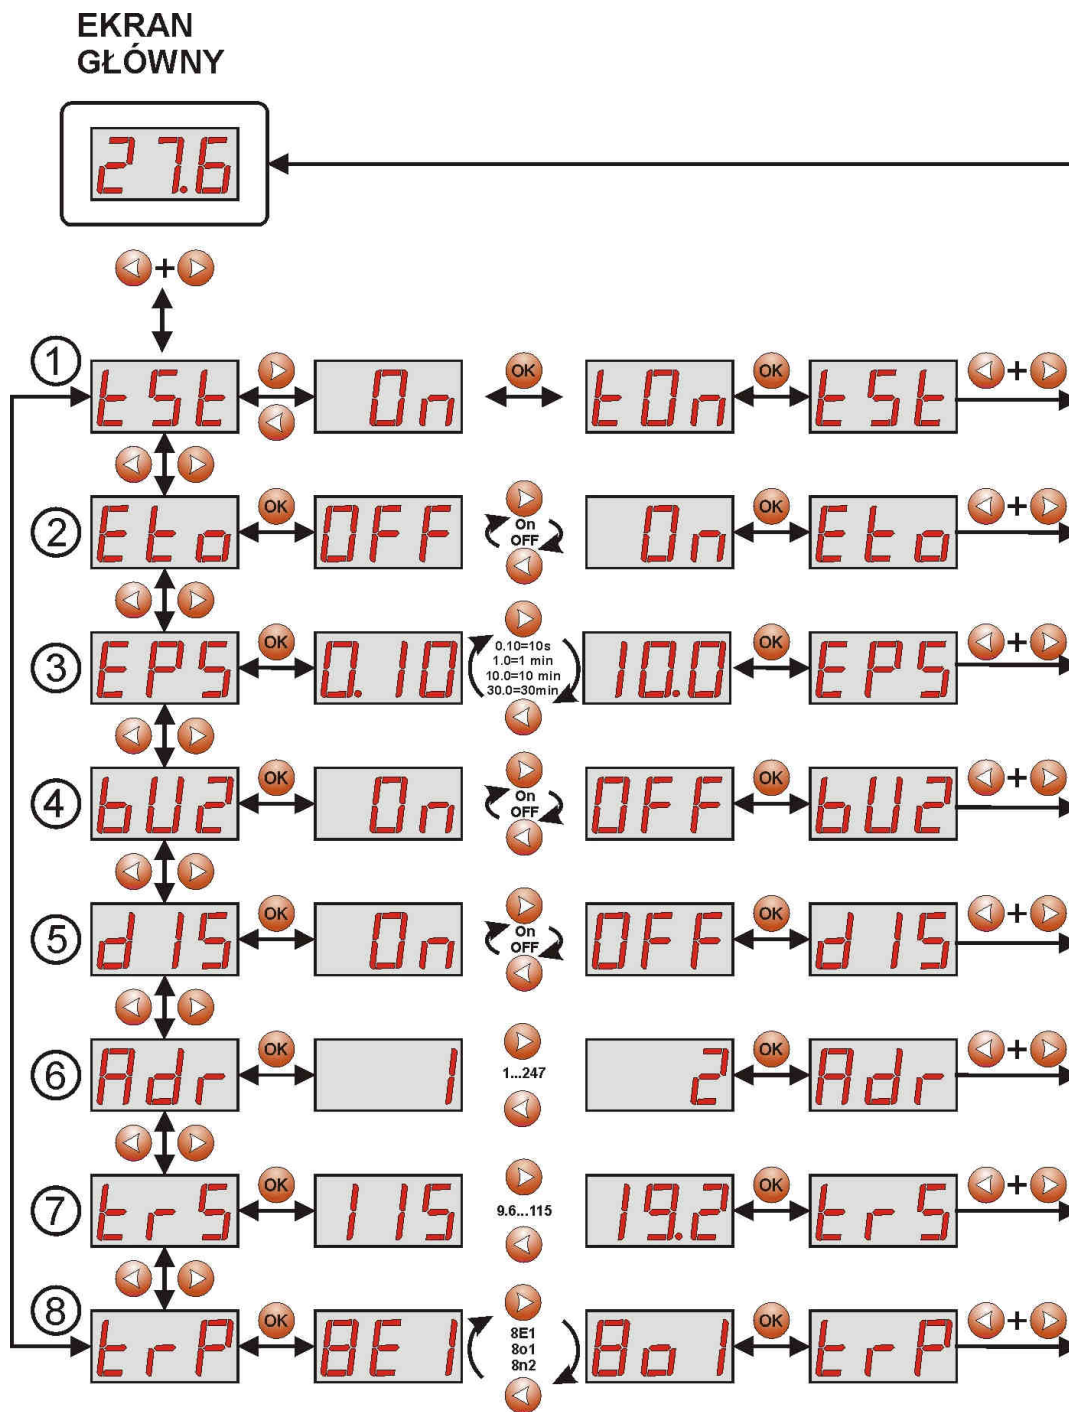 EKRAN
GŁÓWNY
27.6
+
1
tSt
On
OK
tOn
OK
tSt
+
2
Eto
OK
OFF
On
OFF
On
OK
Eto
+
3
EPS
OK
0.10
0.10=10s
1.0=1 min
10.0=10 min
30.0=30min
10.0
OK
EPS
+
4
bU2
OK
On
On
OFF
OFF
OK
bU2
+
5
dIS
OK
On
On
OFF
OFF
OK
dIS
+
6
Adr
OK
1
1...247
2
OK
Adr
+
7
trS
OK
115
9.6...115
19.2
OK
trS
+
8
trP
OK
8E1
8E1
8o1
8n2
8o1
OK
trP
+